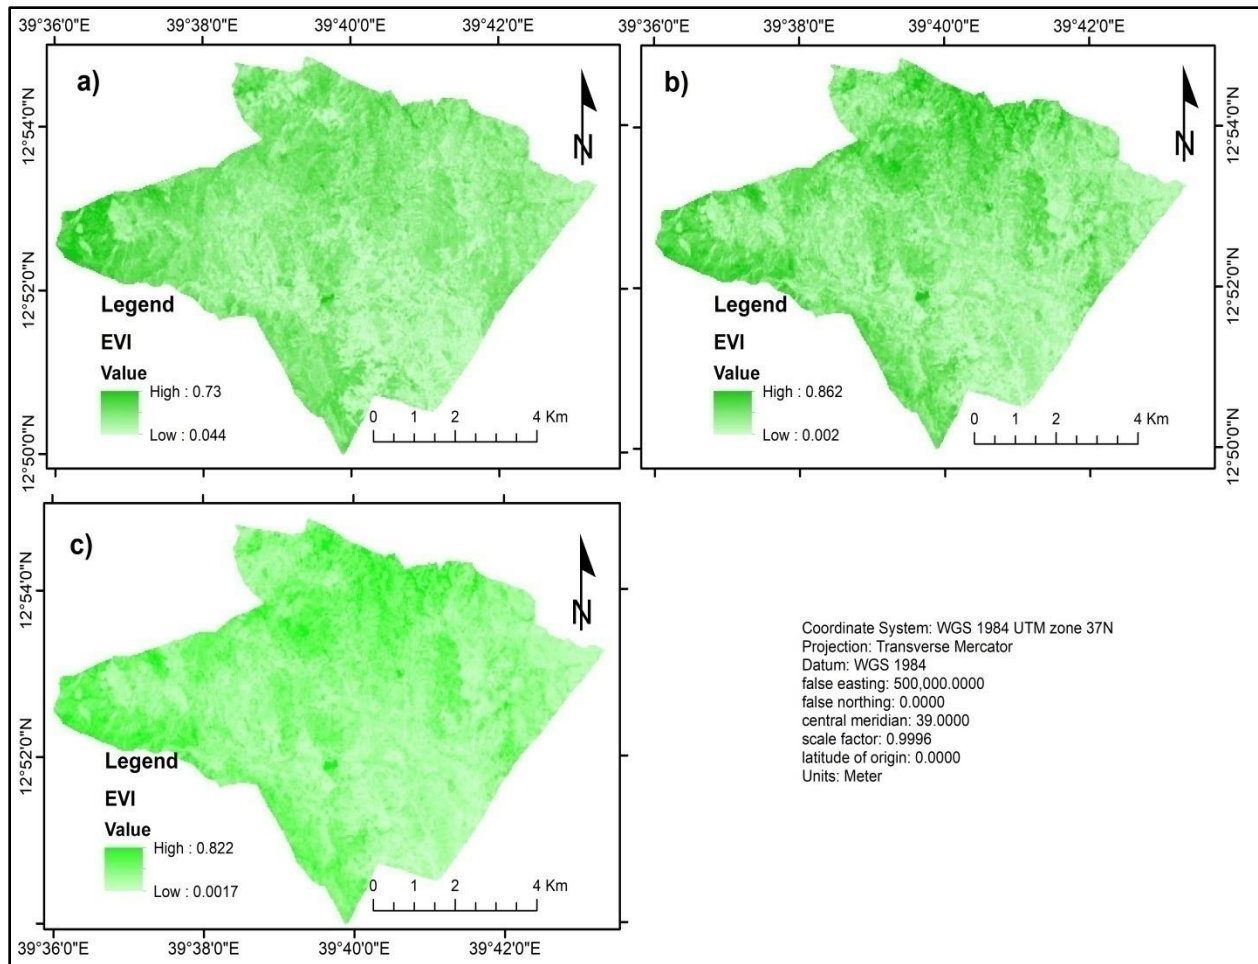 39°36'0"E 39°38'0"E 39°40'0"E 39°42'0"E 39°36'0"E 39°38'0"E 39°40'0"E 39°42'0"E
a)
N
12°54'0"N
12°52'0"N
12°50'0"N
Legend
EVI
Value
High : 0.73
Low : 0.044
0 1 2 4 Km
b)
N
12°54'0"N
12°52'0"N
12°50'0"N
Legend
EVI
Value
High : 0.862
Low : 0.002
0 1 2 4 Km
c)
N
12°54'0"N
12°52'0"N
Legend
EVI
Value
High : 0.822
Low : 0.0017
0 1 2 4 Km
39°36'0"E 39°38'0"E 39°40'0"E 39°42'0"E
Coordinate System: WGS 1984 UTM zone 37N
Projection: Transverse Mercator
Datum: WGS 1984
false easting: 500,000.0000
false northing: 0.0000
central meridian: 39.0000
scale factor: 0.9996
latitude of origin: 0.0000
Units: Meter